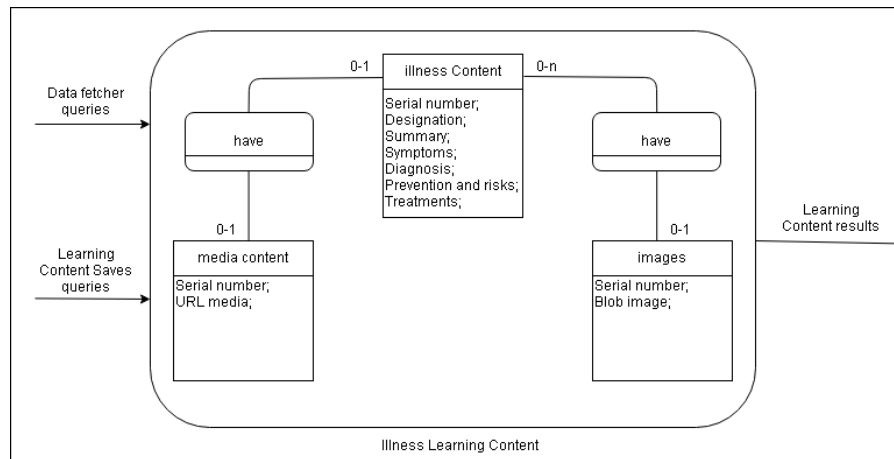 0-1
illness Content
0-n
Data fetcher
queries
Serial number;
Designation;
Summary;
Symptoms;
Diagnosis;
Prevention and risks;
Treatments;
have
have
0-1
0-1
Learning
Content results
Learning
Content Saves
queries
media content
Serial number;
URL media;
images
Serial number;
Blob image;
Illness Learning Content